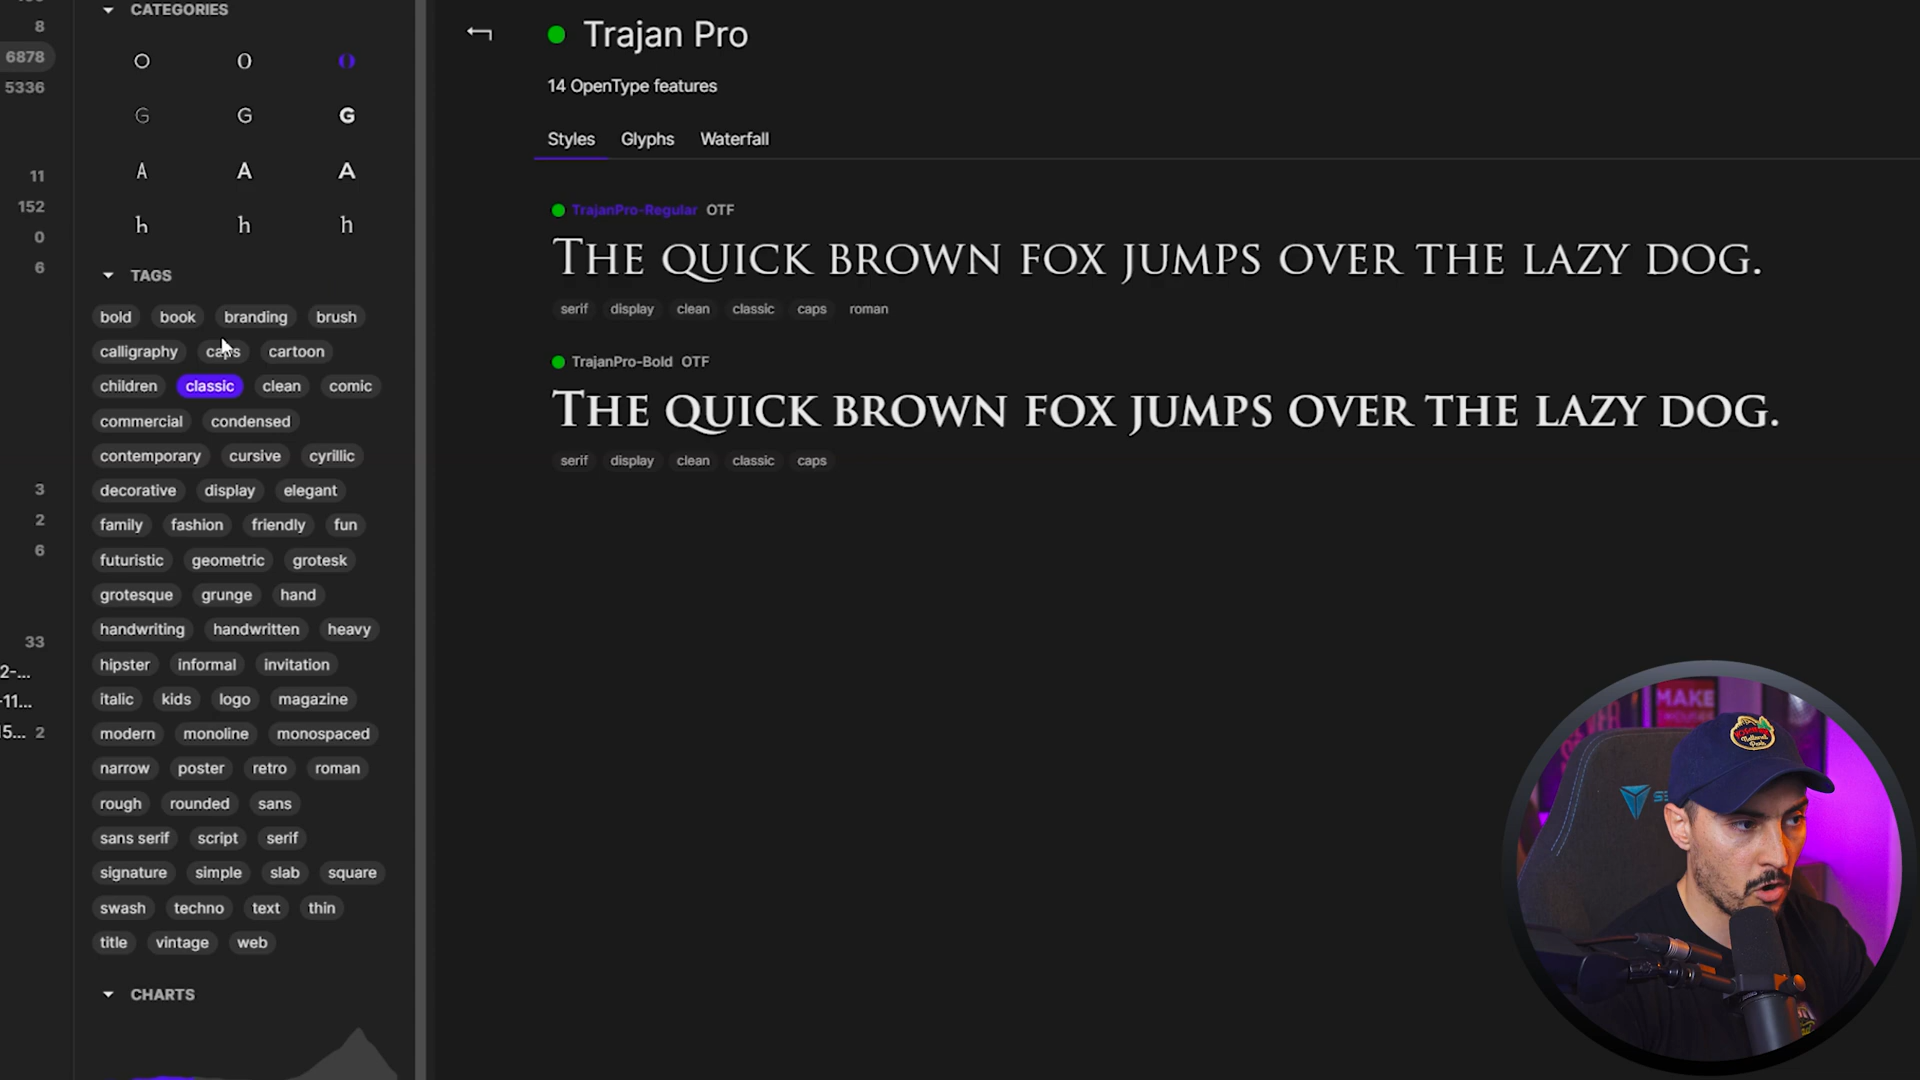 8
6878
5336
11
152
0
6
3
2
6
33
2-...
-11...
15... 2
CATEGORIES
O O O
G G G
A A A
h h h
TAGS
bold book branding brush
calligraphy caps cartoon
children classic clean comic
commercial condensed
contemporary cursive cyrillic
decorative display elegant
family fashion friendly fun
futuristic geometric grotesk
grotesque grunge hand
handwriting handwritten heavy
hipster informal invitation
italic kids logo magazine
modern monoline monospaced
narrow poster retro roman
rough rounded sans
sans serif script serif
signature simple slab square
swash techno text thin
title vintage web
CHARTS
Trajan Pro
14 OpenType features
Styles Glyphs Waterfall
TrajanPro-Regular OTF
THE QUICK BROWN FOX JUMPS OVER THE LAZY DOG.
serif display clean classic caps roman
TrajanPro-Bold OTF
THE QUICK BROWN FOX JUMPS OVER THE LAZY DOG.
serif display clean classic caps
MAKE